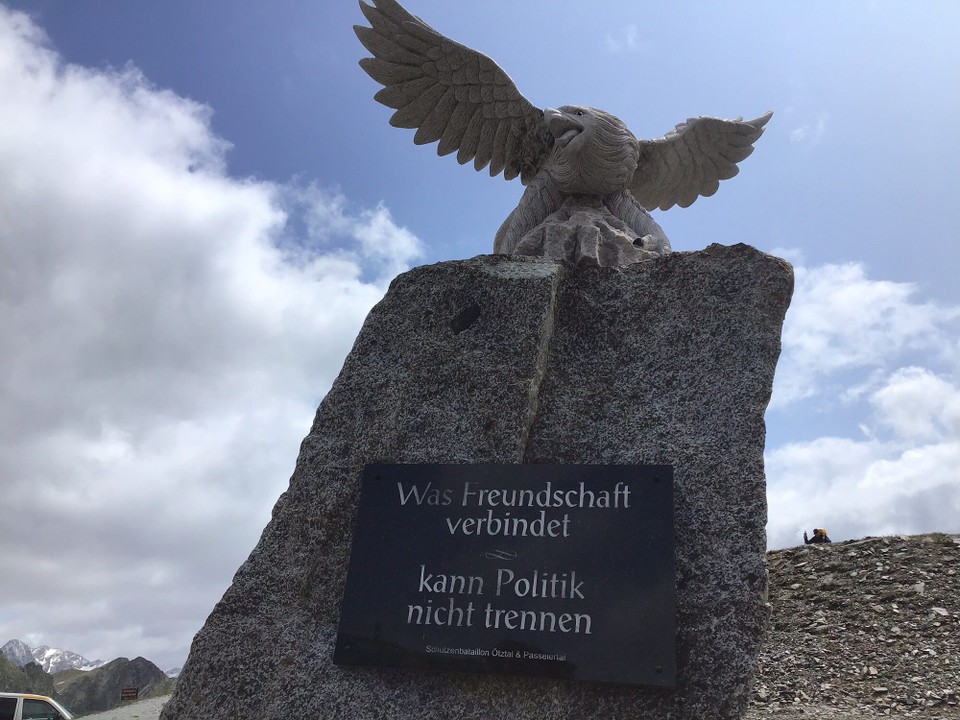 Was Freundschaft
verbindet
kann Politik
nicht trennen
Schützenbataillon Ötztal & Passeiertal